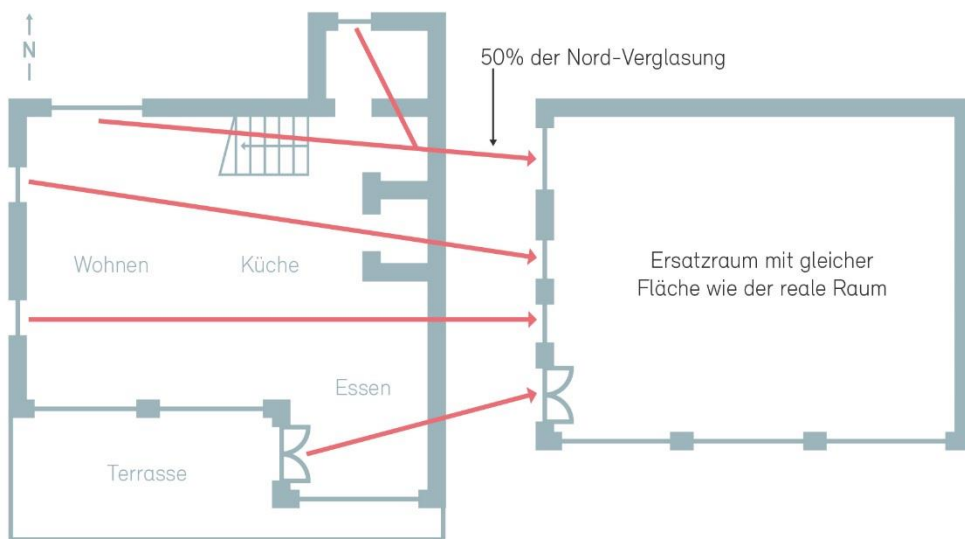 N
50% der Nord-Verglasung
Wohnen
Küche
Essen
Terrasse
Ersatzraum mit gleicher
Fläche wie der reale Raum